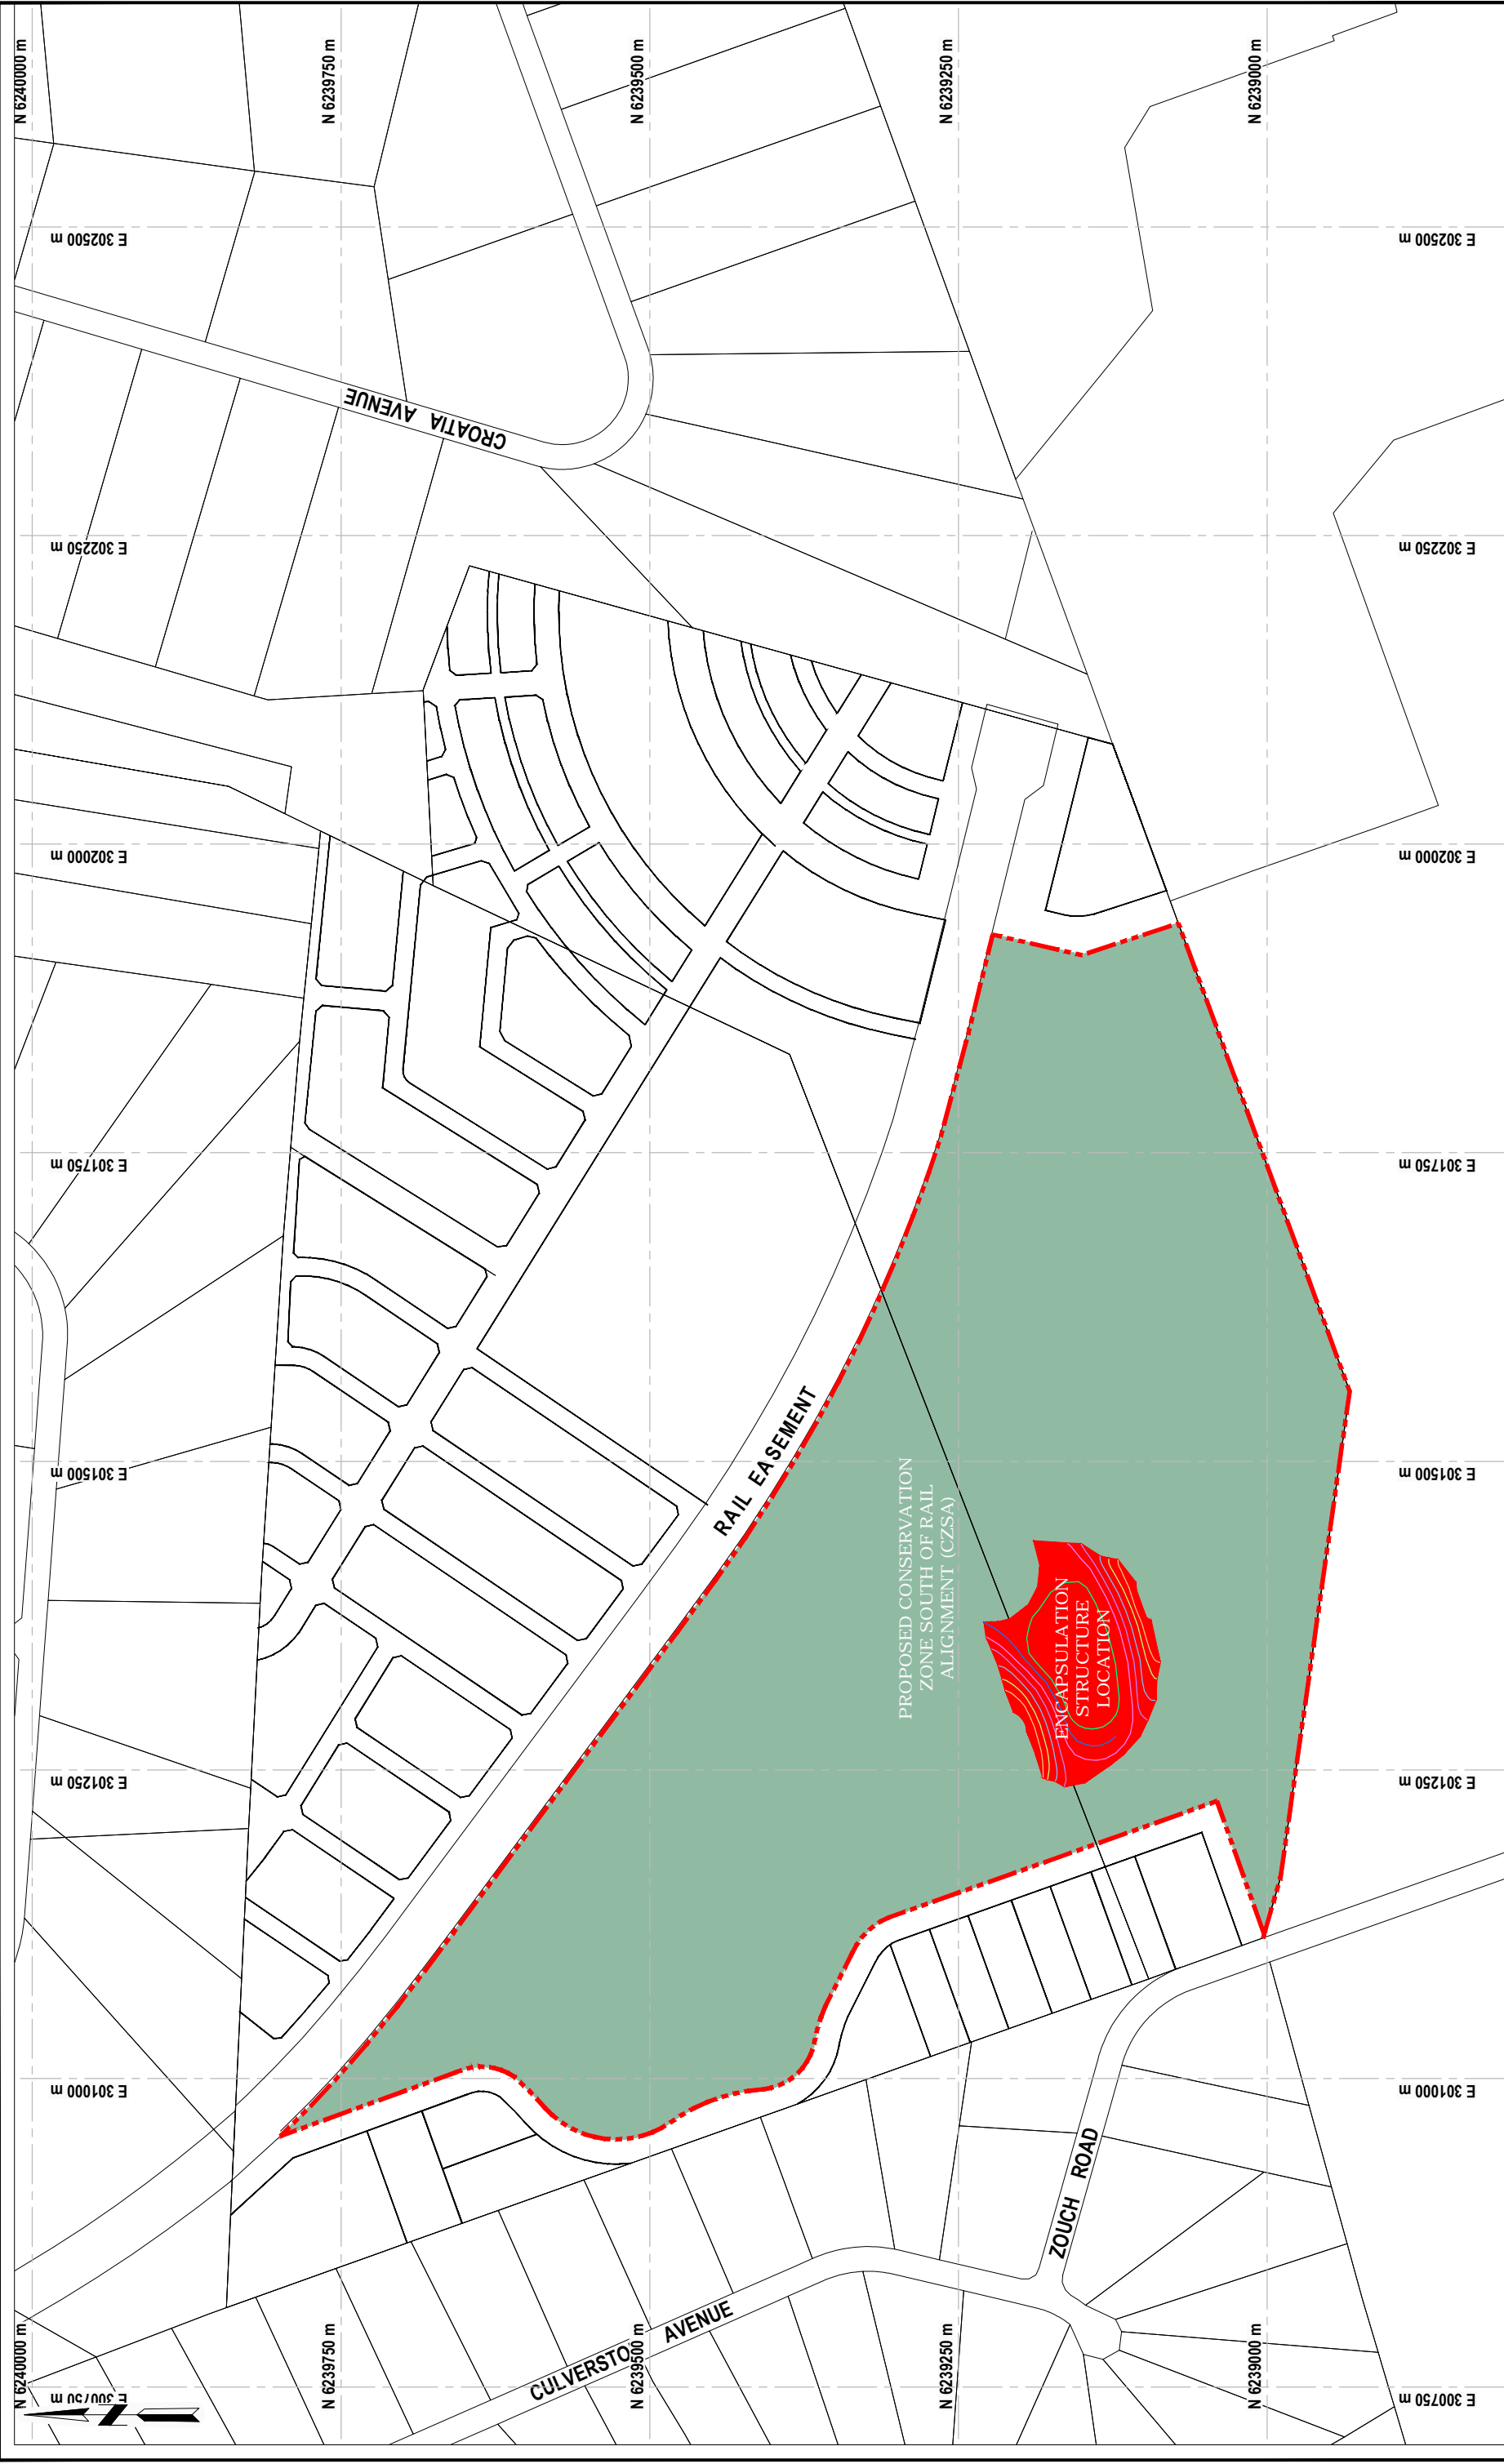 N 6240000 m
N 6239750 m
N 6239500 m
N 6239250 m
N 6239000 m
E 302500 m
E 302500 m
CROATIA AVENUE
E 302250 m
E 302250 m
E 302000 m
E 302000 m
E 301750 m
E 301750 m
RAIL EASEMENT
E 301500 m
E 301500 m
PROPOSED CONSERVATION
ZONE SOUTH OF RAIL
ALIGNMENT (CZSA)
ENCAPSULATION
STRUCTURE
LOCATION
E 301250 m
E 301250 m
E 301000 m
E 301000 m
ZOUCH ROAD
CULVERSTON AVENUE
N 6240000 m
N 6239750 m
N 6239500 m
N 6239250 m
N 6239000 m
E 300750 m
E 300750 m
N